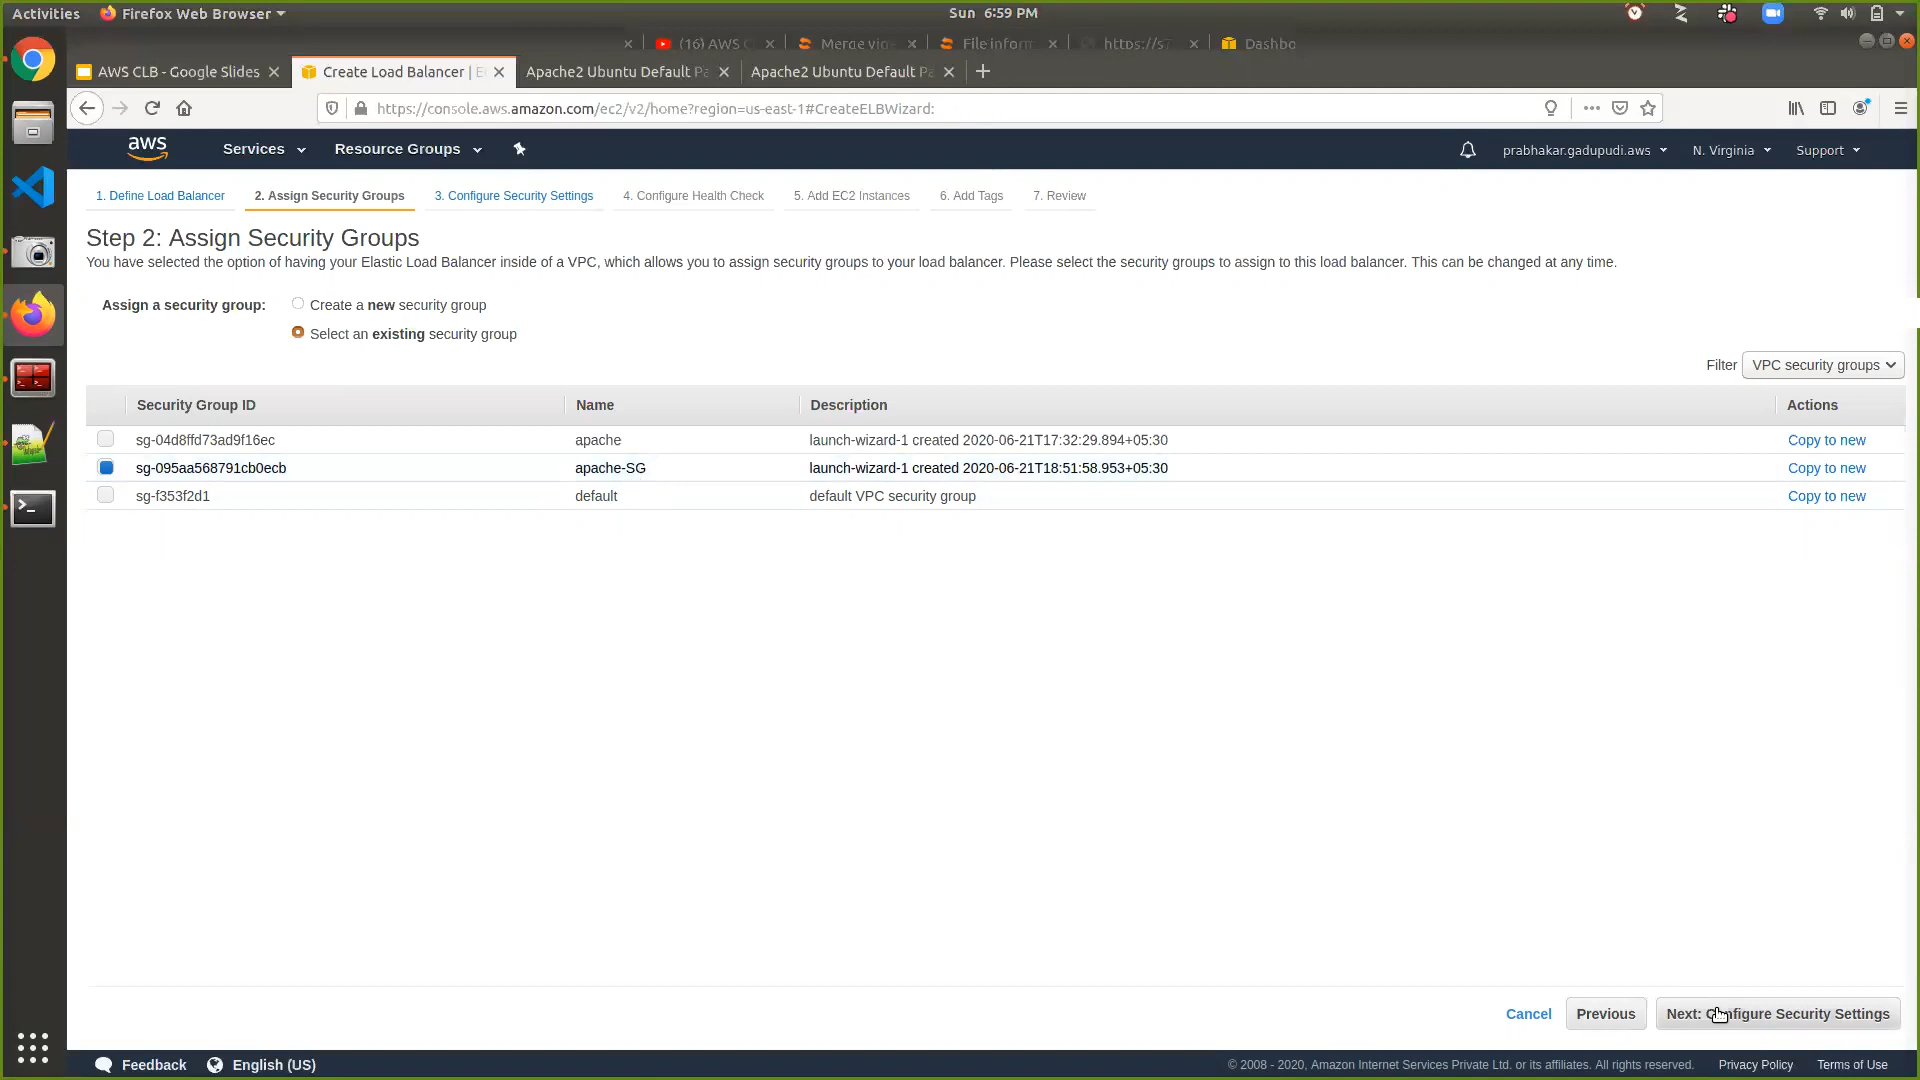 Activities Firefox Web Browser Sun 6:59 PM
(16) AWS C Merge vi File inform https://s7 Dashbo
AWS CLB - Google Slides Create Load Balancer | E Apache2 Ubuntu Default Pa Apache2 Ubuntu Default Pa
https://console.aws.amazon.com/ec2/v2/home?region=us-east-1#CreateELBWizard:
aws Services Resource Groups prabhakar.gadupudi.aws N. Virginia Support
1. Define Load Balancer 2. Assign Security Groups 3. Configure Security Settings 4. Configure Health Check 5. Add EC2 Instances 6. Add Tags 7. Review
Step 2: Assign Security Groups
You have selected the option of having your Elastic Load Balancer inside of a VPC, which allows you to assign security groups to your load balancer. Please select the security groups to assign to this load balancer. This can be changed at any time.
Assign a security group: Create a new security group
Select an existing security group
Filter VPC security groups
Security Group ID Name Description Actions
sg-04d8ffd73ad9f16ec apache launch-wizard-1 created 2020-06-21T17:32:29.894+05:30 Copy to new
sg-095aa568791cb0ecb apache-SG launch-wizard-1 created 2020-06-21T18:51:58.953+05:30 Copy to new
sg-f353f2d1 default default VPC security group Copy to new
Cancel Previous Next: Configure Security Settings
Feedback English (US) © 2008 - 2020, Amazon Internet Services Private Ltd. or its affiliates. All rights reserved. Privacy Policy Terms of Use